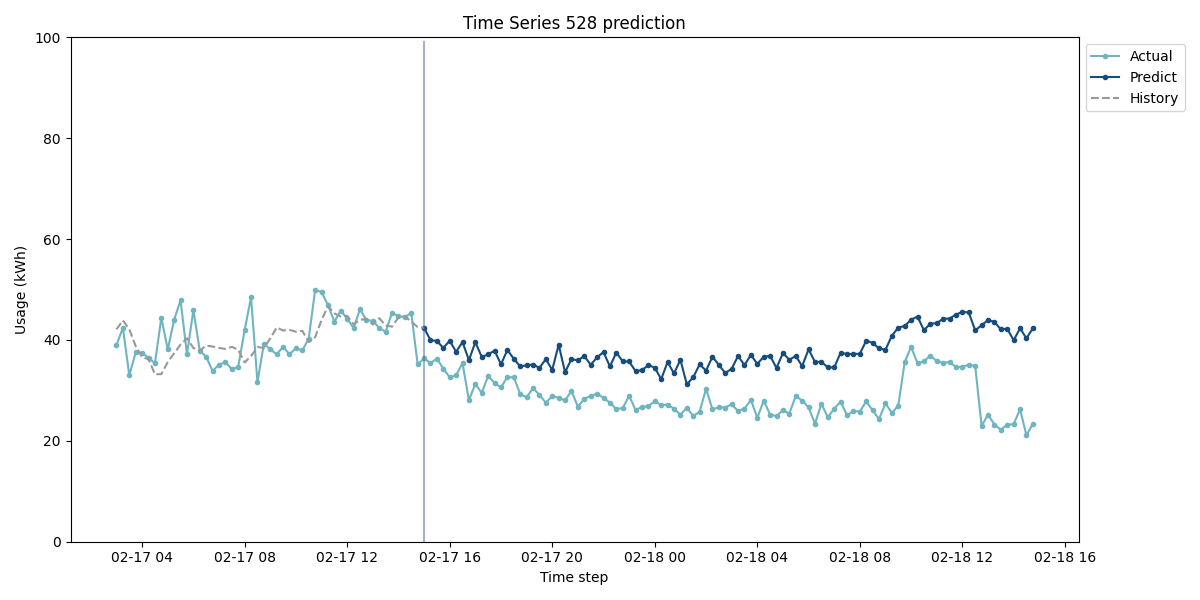 Time Series 528 prediction
100
80
60
40
20
0
Usage (kWh)
02-17 04
02-17 08
02-17 12
02-17 16
02-17 20
02-18 00
02-18 04
02-18 08
02-18 12
02-18 16
Time step
Actual
Predict
History